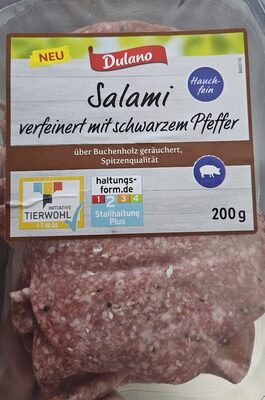 NEU
Dulano
Hauch-
fein
Salami
verfeinert mit schwarzem Pfeffer
über Buchenholz geräuchert,
Spitzenqualität
INITIATIVE
TIERWOHL
haltungs-
form.de
1 2 3 4
Stallhaltung
Plus
200 g